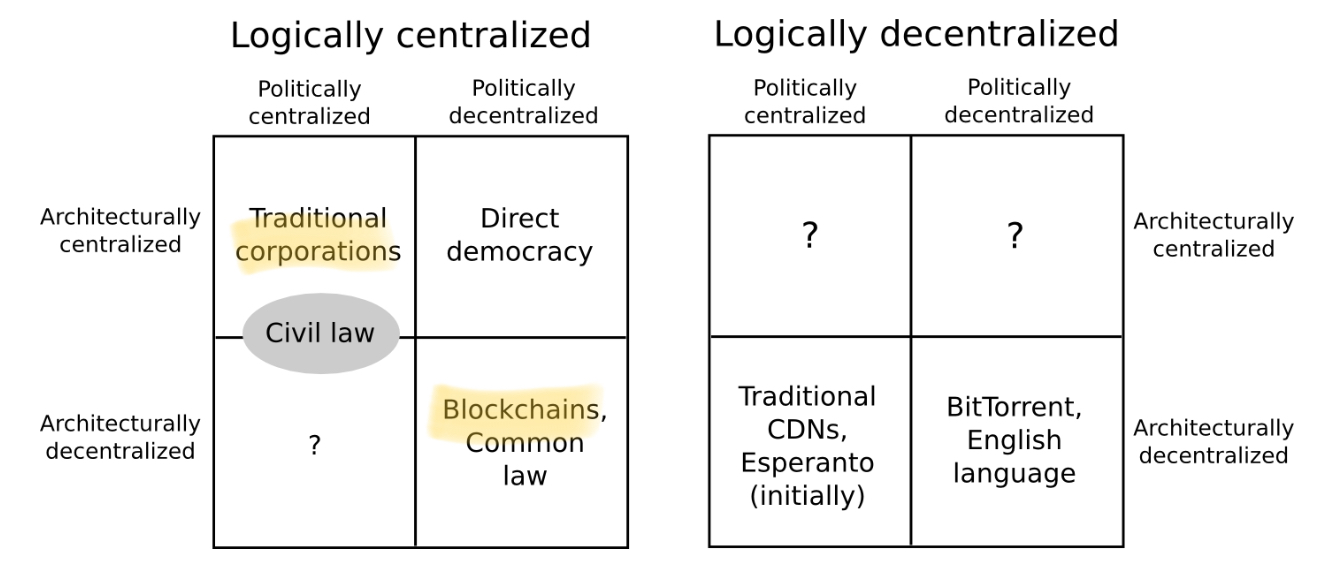 Logically centralized
Politically
centralized
Politically
decentralized
Architecturally
centralized
Traditional
corporations
Direct
democracy
Civil law
Architecturally
decentralized
?
Blockchains,
Common
law
Logically decentralized
Politically
centralized
Politically
decentralized
?
?
Architecturally
centralized
Traditional
CDNs,
Esperanto
(initially)
BitTorrent,
English
language
Architecturally
decentralized